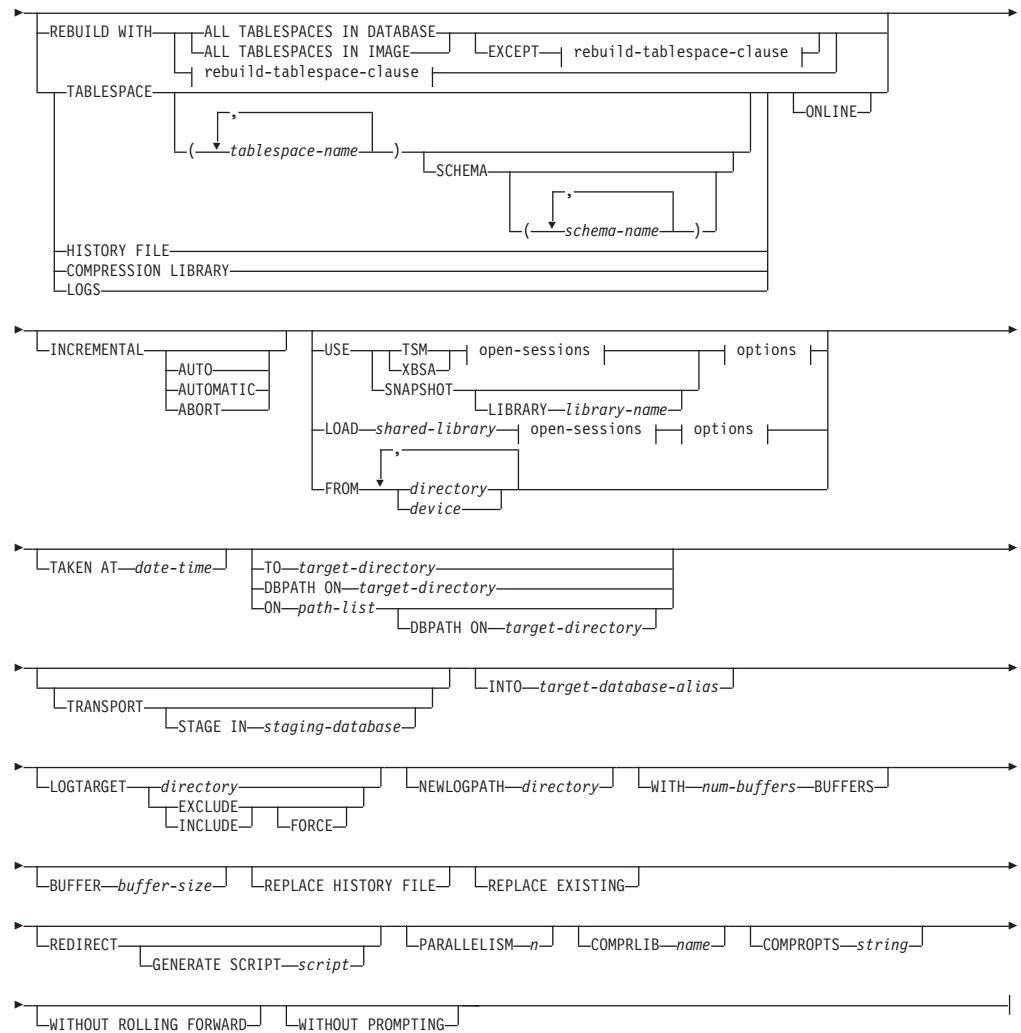 REBUILD WITH ALL TABLESPACES IN DATABASE
ALL TABLESPACES IN IMAGE EXCEPT rebuild-tablespace-clause
rebuild-tablespace-clause
TABLESPACE
, ONLINE
( tablespace-name )
SCHEMA
,
( schema-name )
HISTORY FILE
COMPRESSION LIBRARY
LOGS
INCREMENTAL USE TSM open-sessions options
AUTO XBSA
AUTOMATIC SNAPSHOT
ABORT LIBRARY library-name
LOAD shared-library open-sessions options
,
FROM directory
device
TAKEN AT date-time TO target-directory
DBPATH ON target-directory
ON path-list
DBPATH ON target-directory
INTO target-database-alias
TRANSPORT
STAGE IN staging-database
LOGTARGET directory NEWLOGPATH directory WITH num-buffers BUFFERS
EXCLUDE
INCLUDE FORCE
BUFFER buffer-size REPLACE HISTORY FILE REPLACE EXISTING
REDIRECT PARALLELISM n COMPRLIB name COMPROPTS string
GENERATE SCRIPT script
WITHOUT ROLLING FORWARD WITHOUT PROMPTING